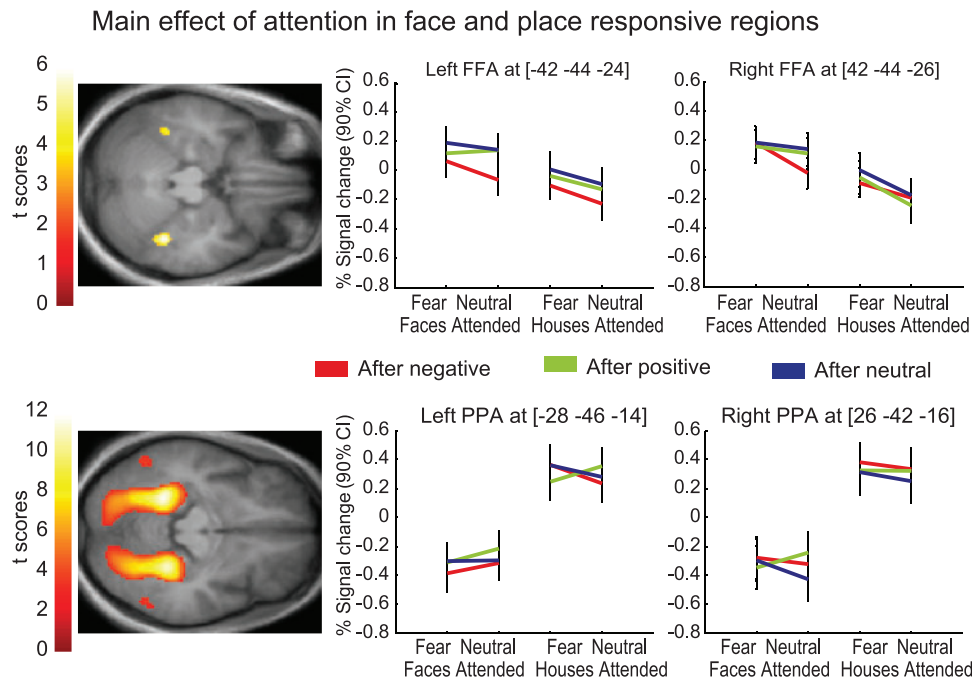 Main effect of attention in face and place responsive regions
t scores
6
5
4
3
2
1
0
Left FFA at [-42 -44 -24]
% Signal change (90% CI)
0.6
0.4
0.2
0
-0.2
-0.4
-0.6
-0.8
Fear Neutral Fear Neutral
Faces Attended Houses Attended
Right FFA at [42 -44 -26]
0.6
0.4
0.2
0
-0.2
-0.4
-0.6
-0.8
Fear Neutral Fear Neutral
Faces Attended Houses Attended
After negative After positive After neutral
t scores
12
10
8
6
4
2
0
Left PPA at [-28 -46 -14]
% Signal change (90% CI)
0.6
0.4
0.2
0
-0.2
-0.4
-0.6
-0.8
Fear Neutral Fear Neutral
Faces Attended Houses Attended
Right PPA at [26 -42 -16]
0.6
0.4
0.2
0
-0.2
-0.4
-0.6
-0.8
Fear Neutral Fear Neutral
Faces Attended Houses Attended